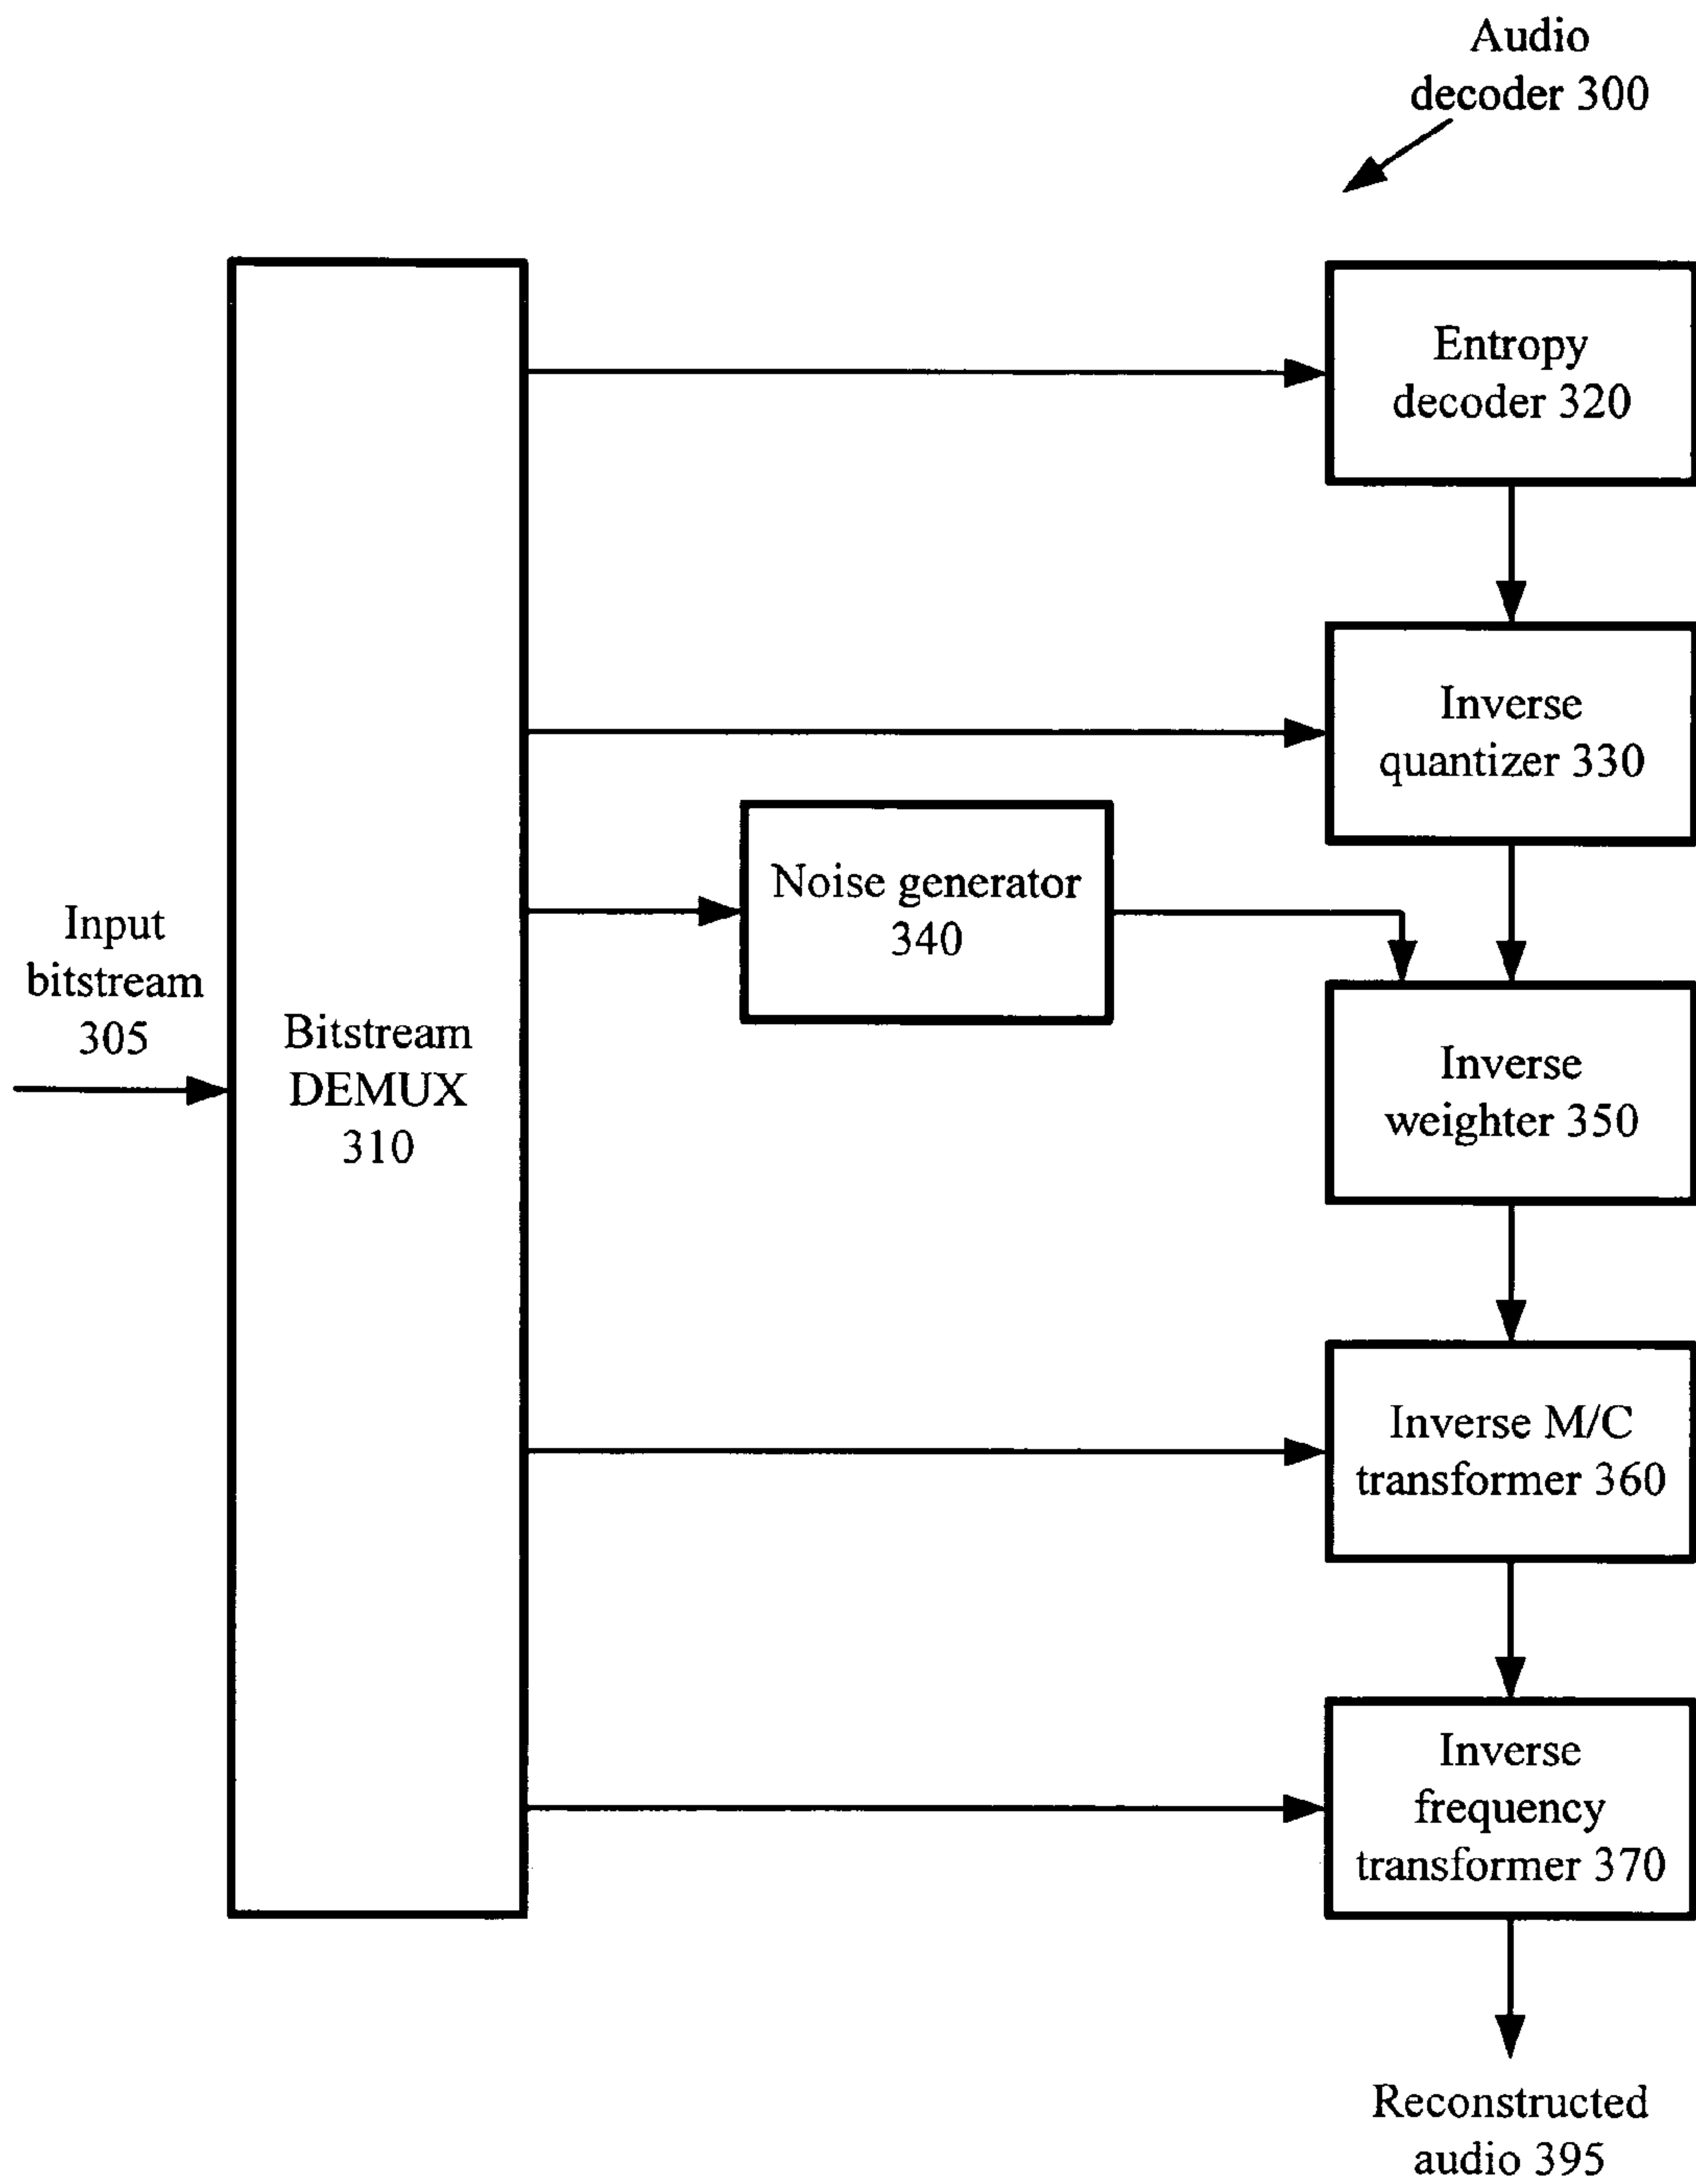 Audio
decoder 300
Entropy
decoder 320
Inverse
quantizer 330
Noise generator
340
Input
bitstream
305
Bitstream
DEMUX
310
Inverse
weighter 350
Inverse M/C
transformer 360
Inverse
frequency
transformer 370
Reconstructed
audio 395